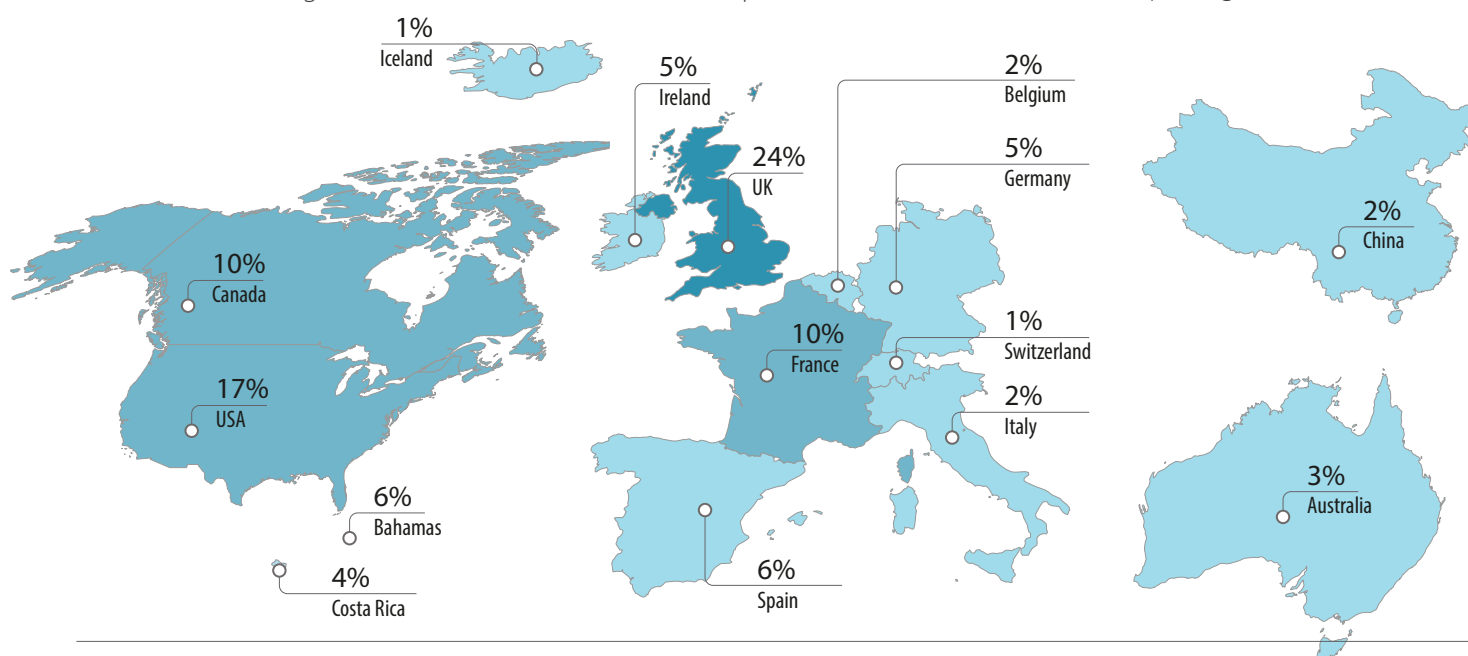 1%
Iceland
5%
Ireland
2%
Belgium
24%
UK
5%
Germany
2%
China
10%
Canada
10%
France
1%
Switzerland
17%
USA
2%
Italy
6%
Bahamas
3%
Australia
4%
Costa Rica
6%
Spain